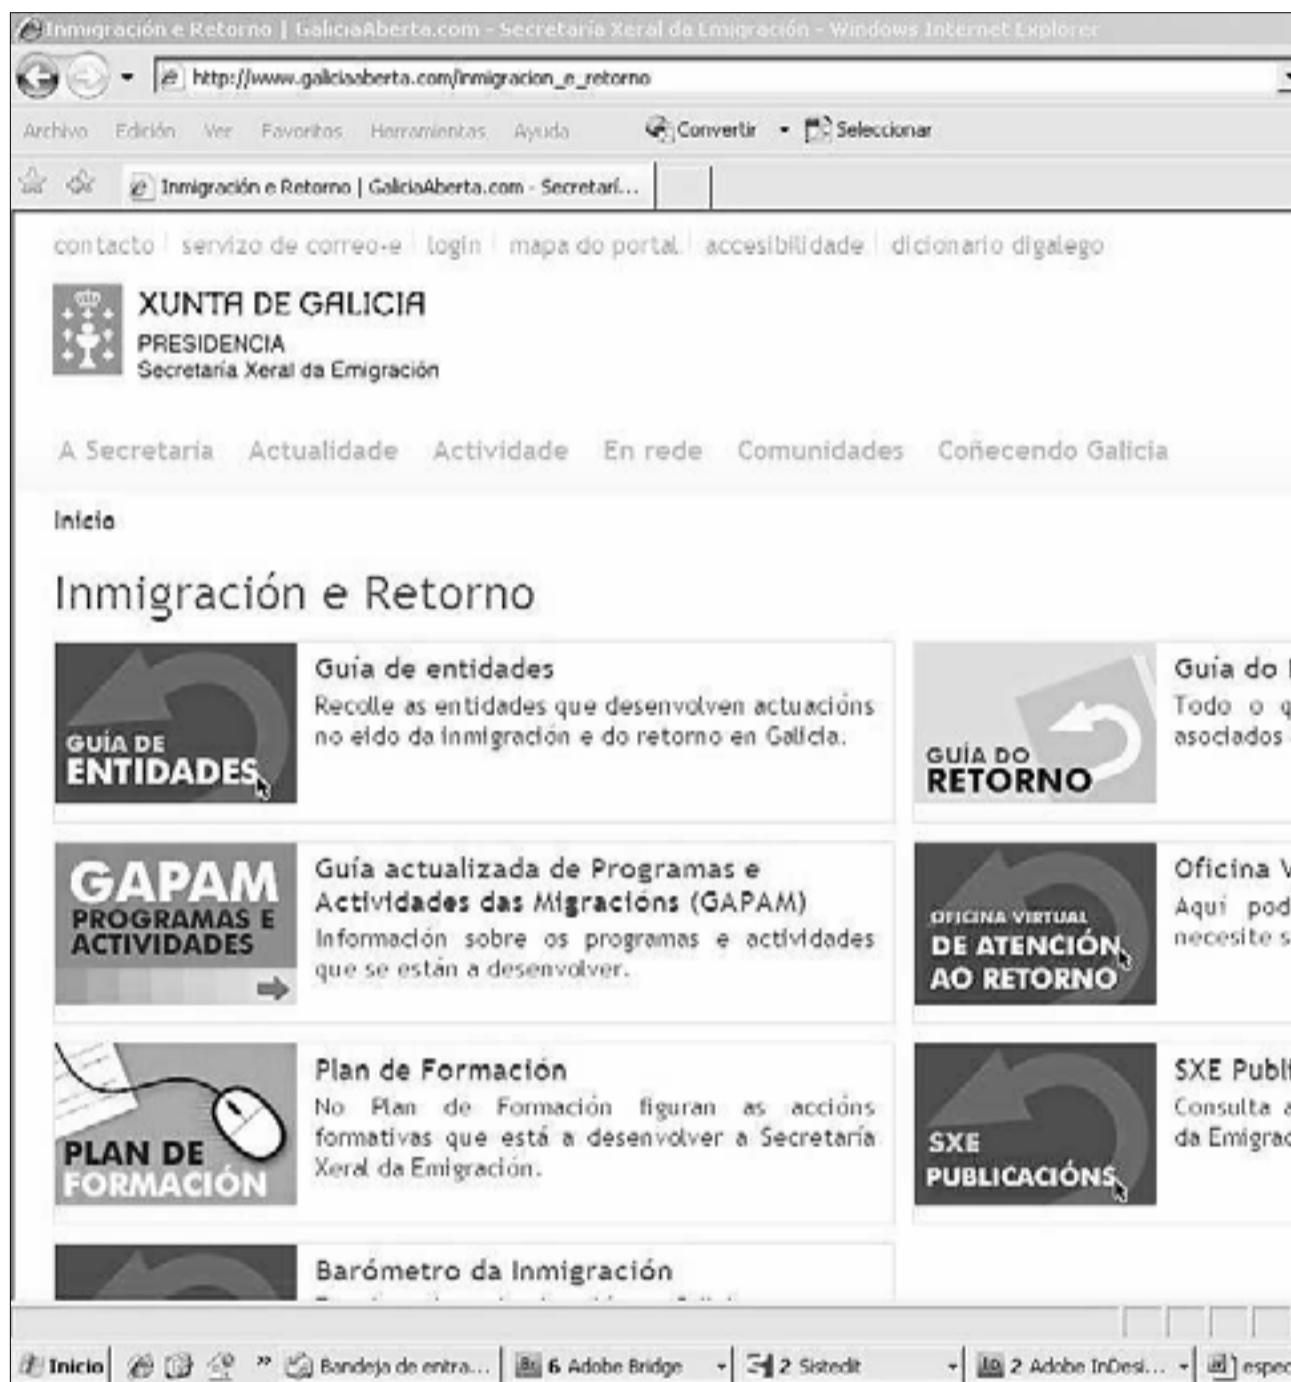 Inmigración e Retorno | GaliciaAberta.com - Secretaría Xeral da Emigración - Windows Internet Explorer
http://www.galiciaaberta.com/inmigracion_e_retorno
Archivo Edición Ver Favoritos Herramientas Ayuda Convertir Seleccionar
Inmigración e Retorno | GaliciaAberta.com - Secretarí...
contacto | servizo de correo-e | login | mapa do portal | accesibilidade | dicionario digalego
XUNTA DE GALICIA
PRESIDENCIA
Secretaría Xeral da Emigración
A Secretaría Actualidade Actividade En rede Comunidades Coñecendo Galicia
Inicio
Inmigración e Retorno
GUÍA DE
ENTIDADES
Guía de entidades
Recolle as entidades que desenvolven actuacións
no eido da inmigración e do retorno en Galicia.
GUÍA DO
RETORNO
Guía do
Todo o q
asociados
GAPAM
PROGRAMAS E
ACTIVIDADES
Guía actualizada de Programas e
Actividades das Migracións (GAPAM)
Información sobre os programas e actividades
que se están a desenvolver.
OFICINA VIRTUAL
DE ATENCIÓN
AO RETORNO
Oficina V
Aquí pod
necesite s
PLAN DE
FORMACIÓN
Plan de Formación
No Plan de Formación figuran as accións
formativas que está a desenvolver a Secretaría
Xeral da Emigración.
SXE
PUBLICACIÓNS
SXE Publi
Consulta a
da Emigrac
Barómetro da Inmigración
Inicio » Bandeja de entra... 6 Adobe Bridge 2 Sistedit 2 Adobe InDesi... espec